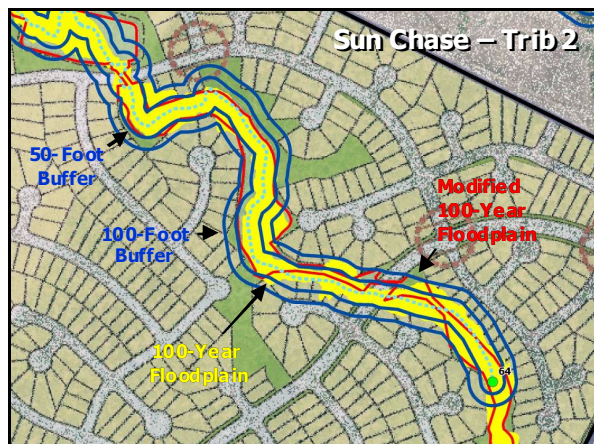 Sun Chase – Trib 2
50-Foot
Buffer
100-Foot
Buffer
Modified
100-Year
Floodplain
100-Year
Floodplain
64